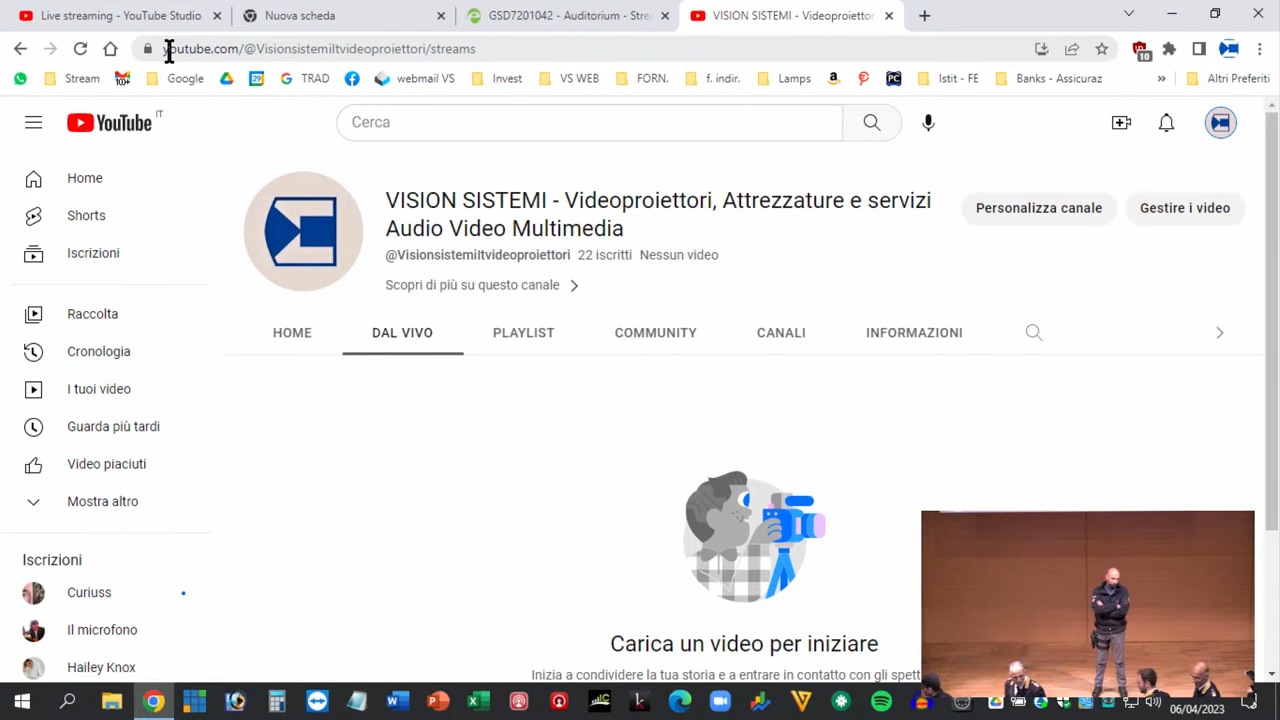 Live streaming - YouTube Studio
Nuova scheda
GSD7201042 - Auditorium - Stre
VISION SISTEMI - Videoproiettor
youtube.com/@Visionsistemiltvideoproiettori/streams
Stream
100+
Google
29
TRAD
webmail VS
Invest
VS WEB
FORN.
f. indir.
Lamps
PC
Istit - FE
Banks - Assicuraz
»
Altri Preferiti
10
YouTube IT
Cerca
Home
Shorts
Iscrizioni
Raccolta
Cronologia
I tuoi video
Guarda più tardi
Video piaciuti
Mostra altro
Iscrizioni
Curiuss
Il microfono
Hailey Knox
VISION SISTEMI - Videoproiettori, Attrezzature e servizi
Audio Video Multimedia
@Visionsistemiltvideoproiettori 22 iscritti Nessun video
Scopri di più su questo canale
Personalizza canale
Gestire i video
HOME
DAL VIVO
PLAYLIST
COMMUNITY
CANALI
INFORMAZIONI
Carica un video per iniziare
Inizia a condividere la tua storia e a entrare in contatto con gli spett
06/04/2023